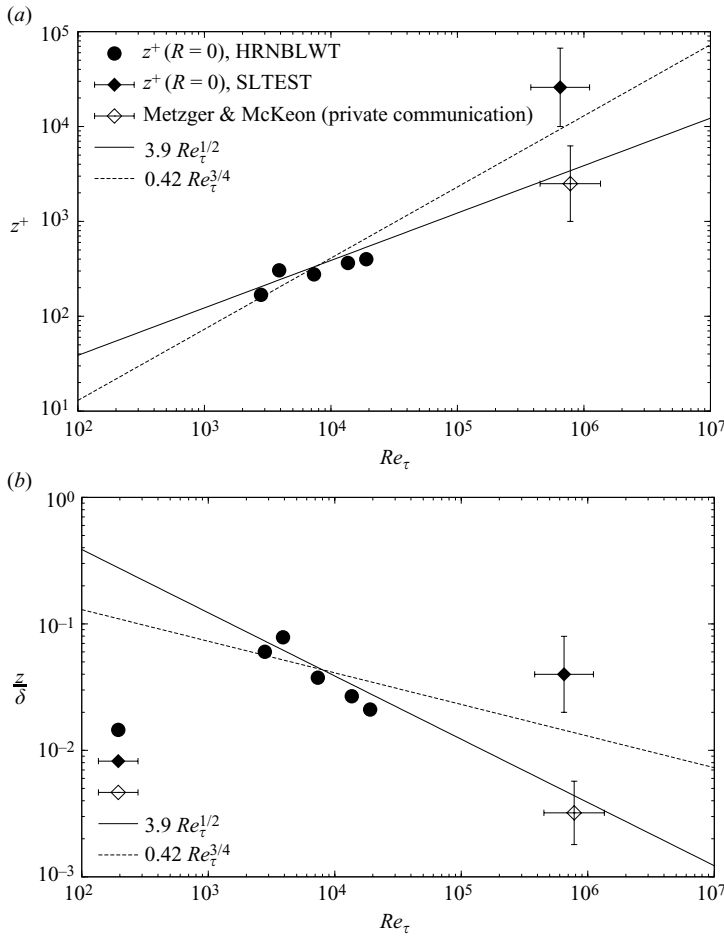 (a)
10^5
z^+ (R = 0), HRNBLWT
z^+ (R = 0), SLTEST
Metzger & McKeon (private communication)
10^4
3.9 Re_τ^{1/2}
0.42 Re_τ^{3/4}
z^+
10^3
10^2
10^1
10^2 10^3 10^4 10^5 10^6 10^7
Re_τ
(b)
10^0
10^{–1}
z/δ
10^{–2}
3.9 Re_τ^{1/2}
0.42 Re_τ^{3/4}
10^{–3}
10^2 10^3 10^4 10^5 10^6 10^7
Re_τ